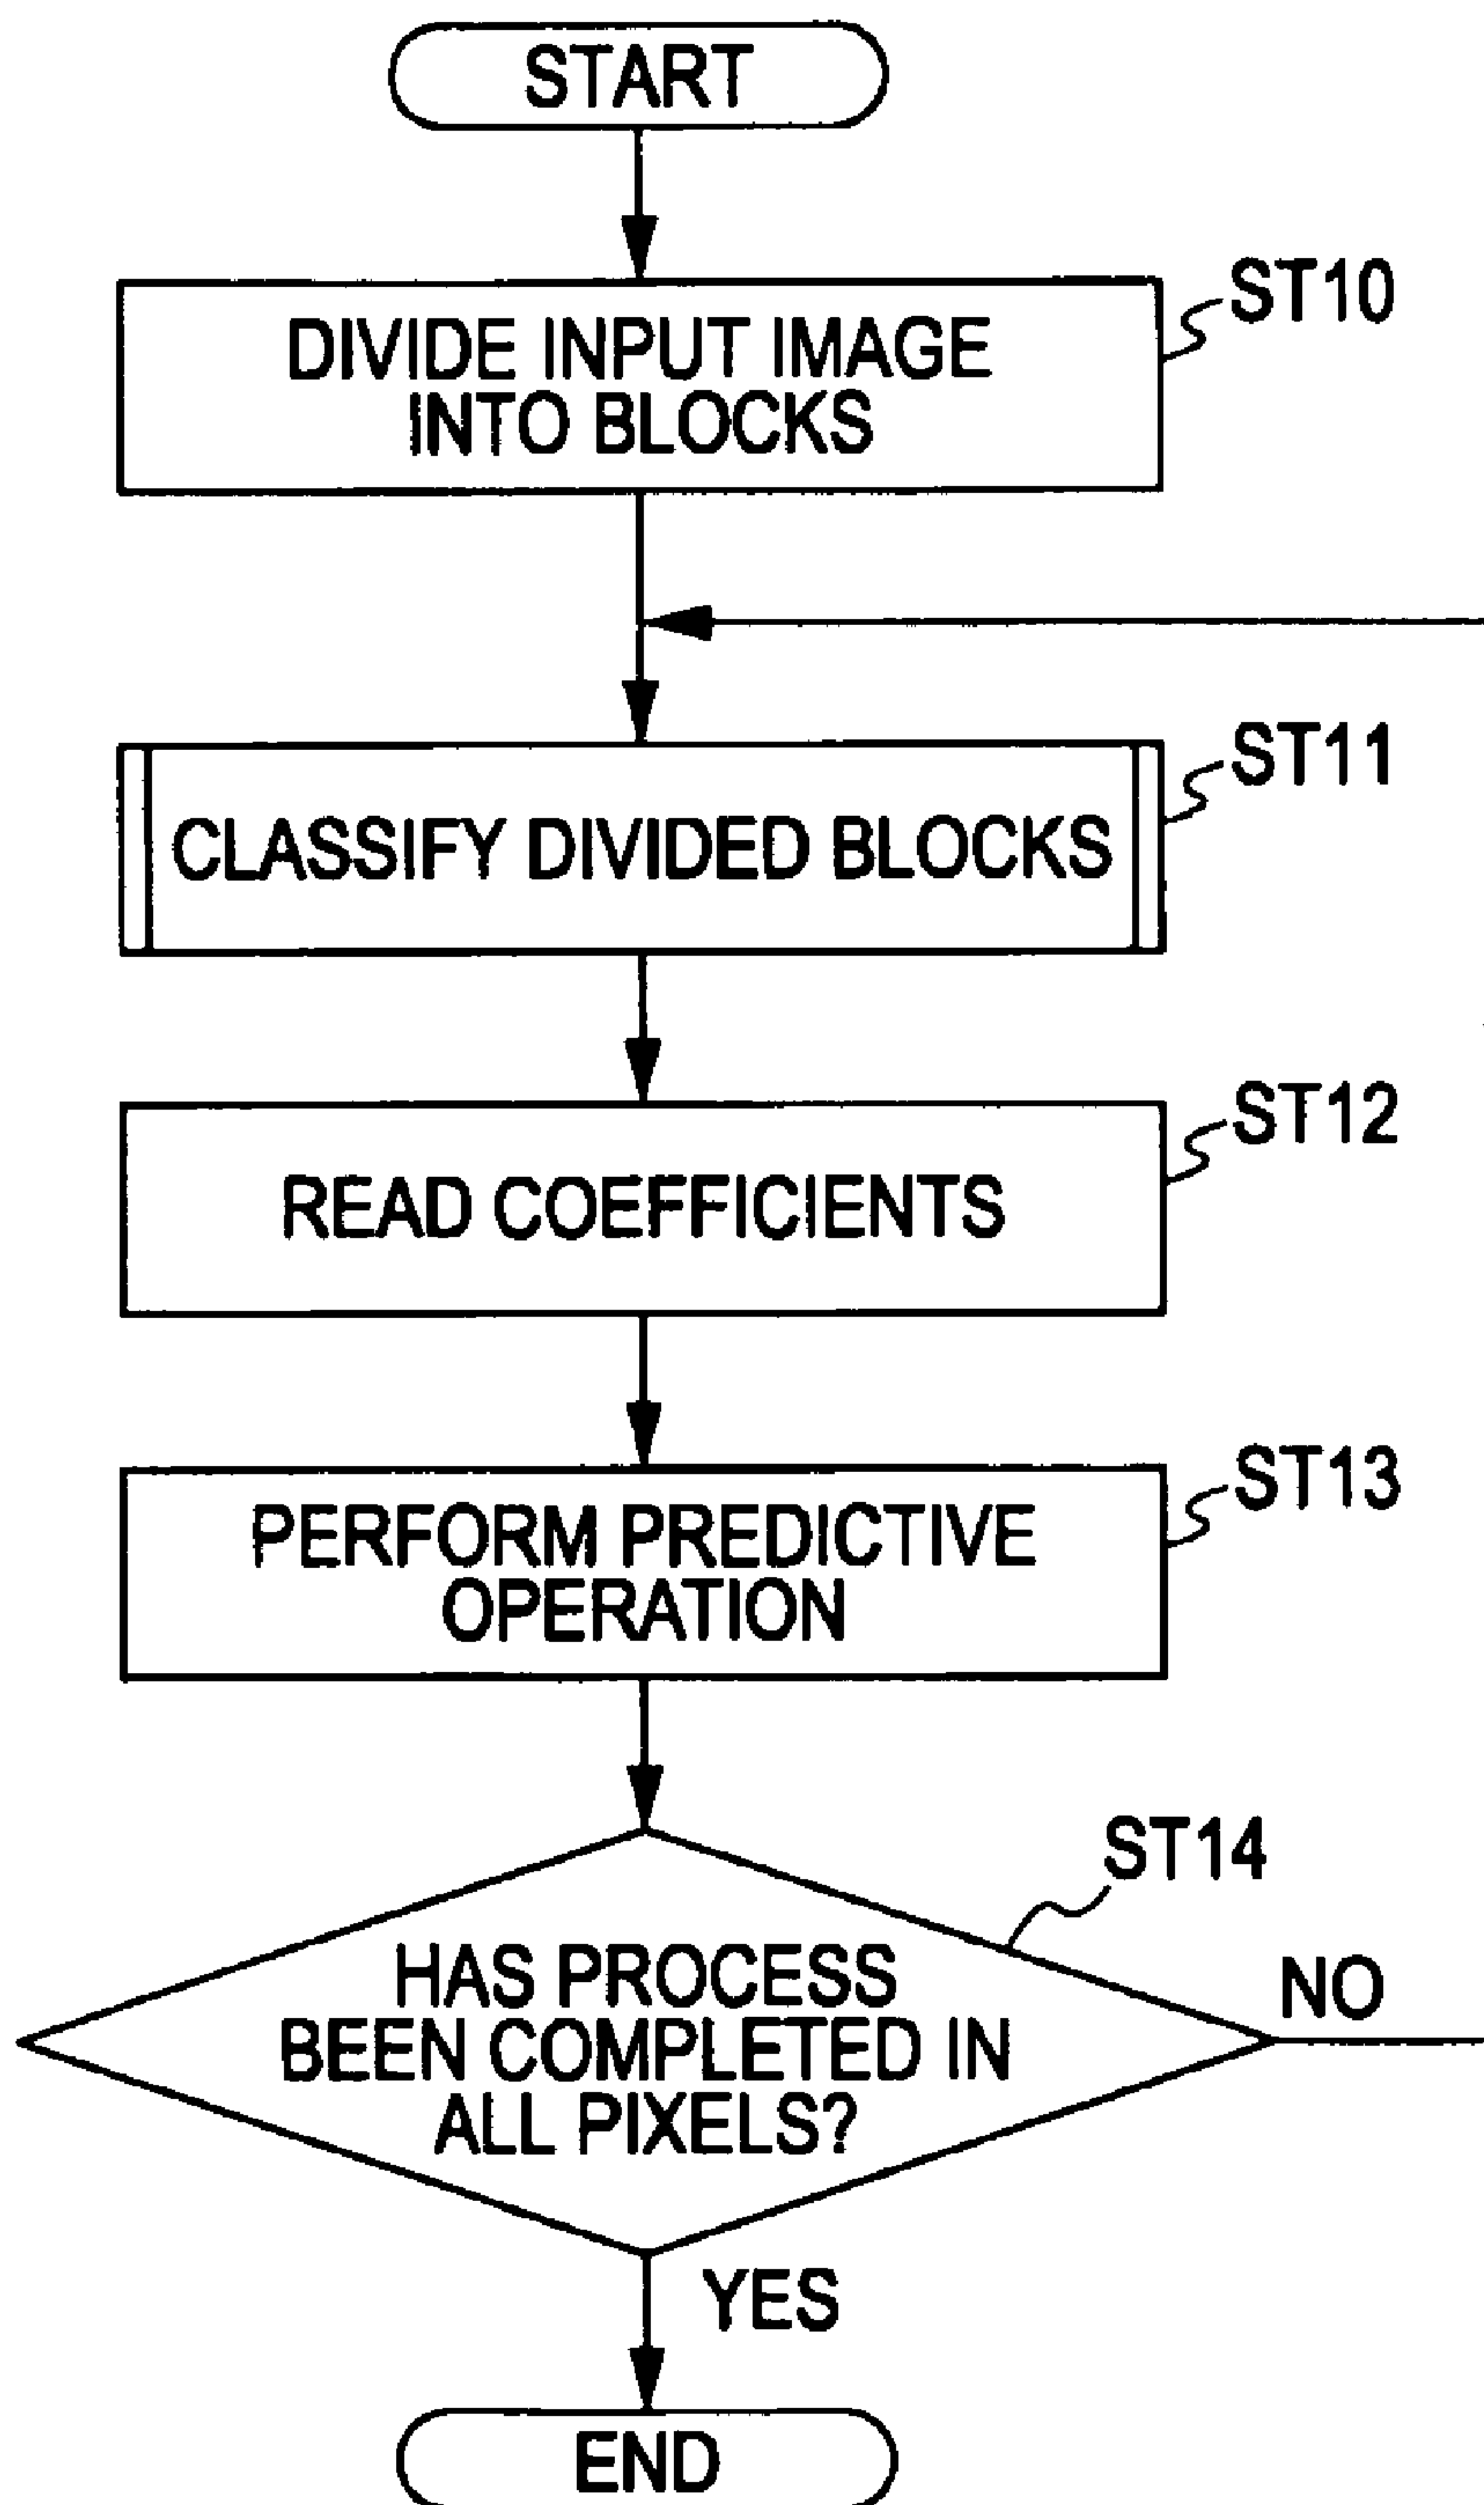 START
DIVIDE INPUT IMAGE
INTO BLOCKS
ST10
CLASSIFY DIVIDED BLOCKS
ST11
READ COEFFICIENTS
ST12
PERFORM PREDICTIVE
OPERATION
ST13
HAS PROCESS
BEEN COMPLETED IN
ALL PIXELS?
ST14
NO
YES
END